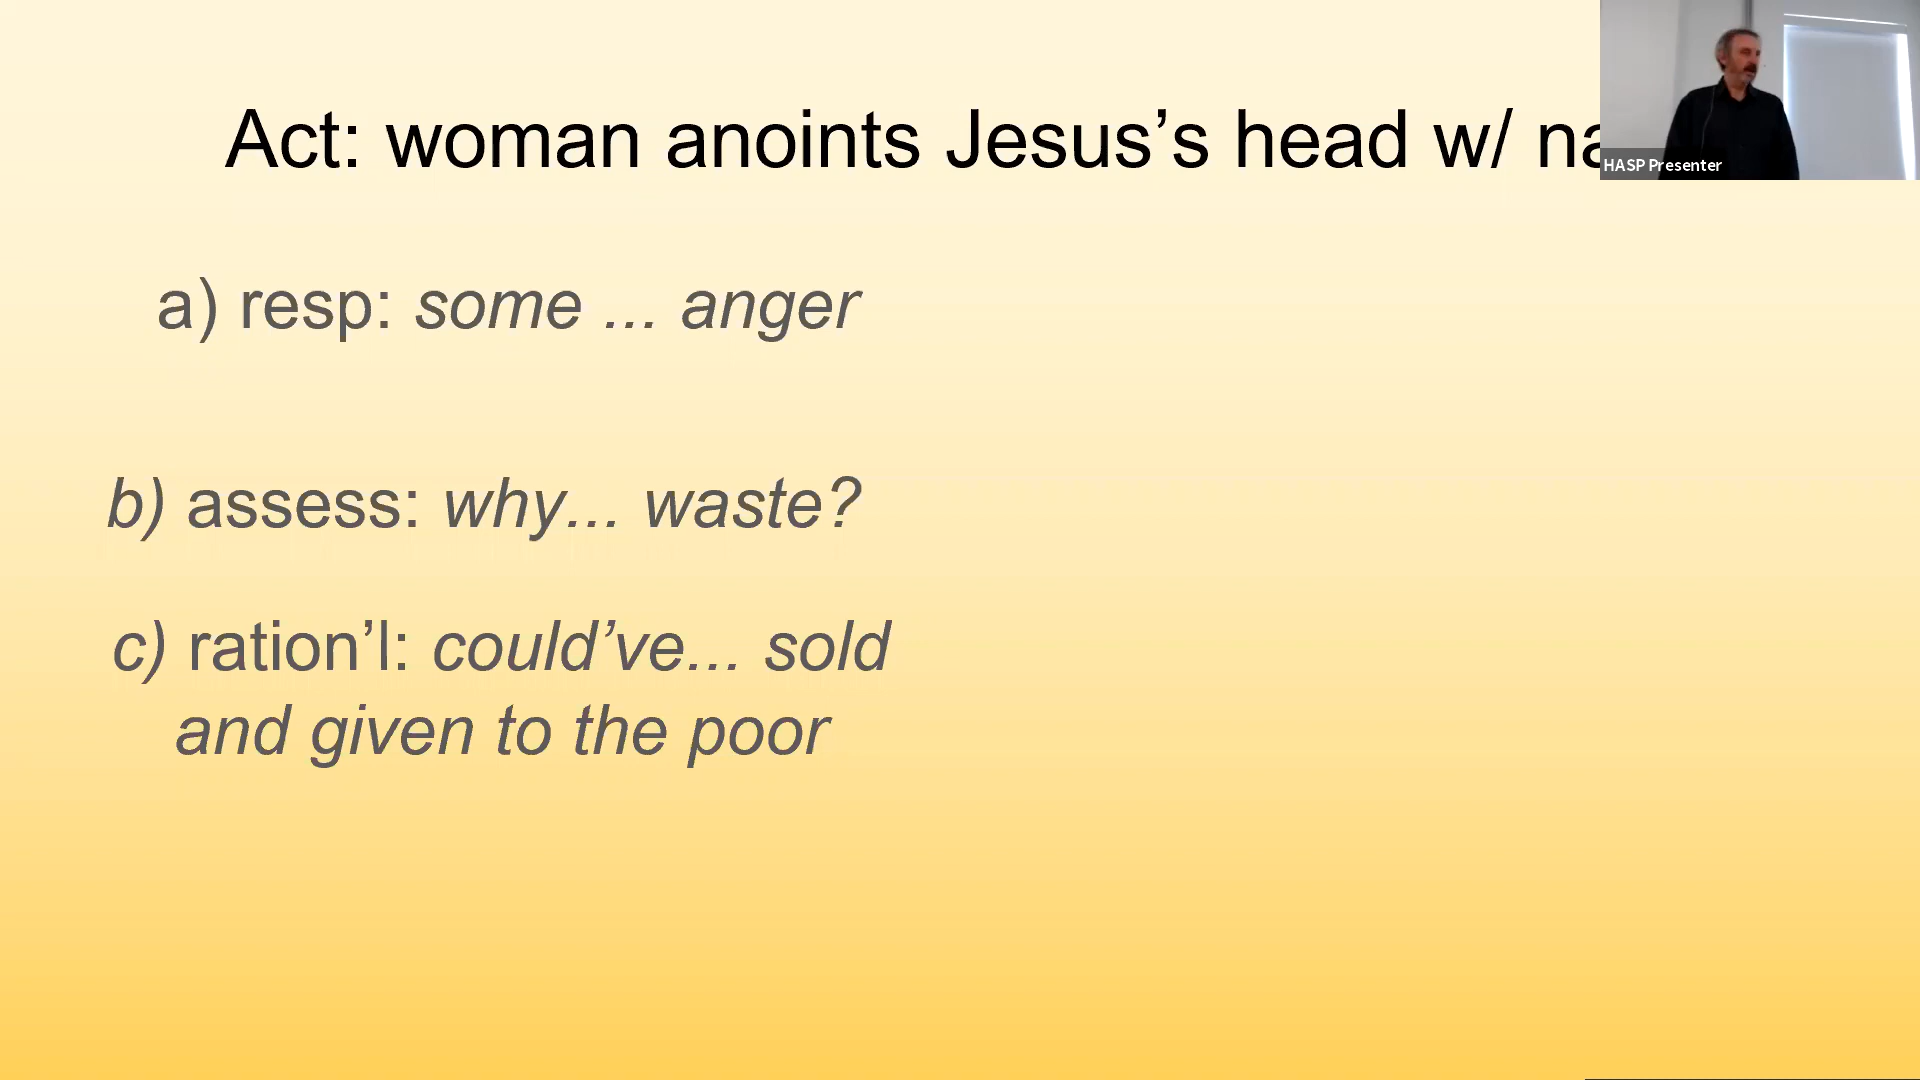 Act: woman anoints Jesus’s head w/
HASP Presenter
a) resp: some ... anger
b) assess: why... waste?
c) ration’l: could’ve... sold
and given to the poor